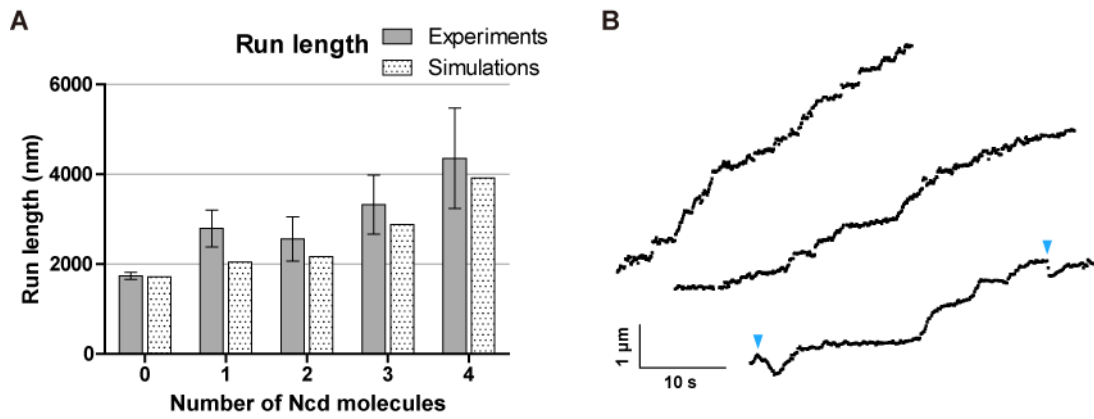 A
Run length
Experiments
Simulations
Run length (nm)
6000
4000
2000
0
0 1 2 3 4
Number of Ncd molecules
B
1 μm
10 s